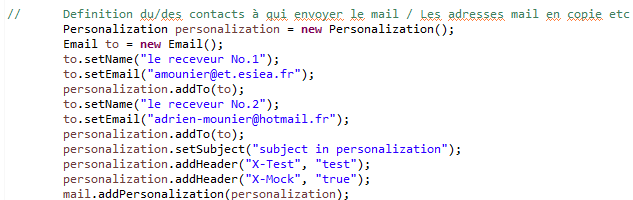 //      Definition du/des contacts à qui envoyer le mail / Les adresses mail en copie etc
Personalization personalization = new Personalization();
Email to = new Email();
to.setName("le receveur No.1");
to.setEmail("amounier@et.esiea.fr");
personalization.addTo(to);
to.setName("le receveur No.2");
to.setEmail("adrien-mounier@hotmail.fr");
personalization.addTo(to);
personalization.setSubject("subject in personalization");
personalization.addHeader("X-Test", "test");
personalization.addHeader("X-Mock", "true");
mail.addPersonalization(personalization);